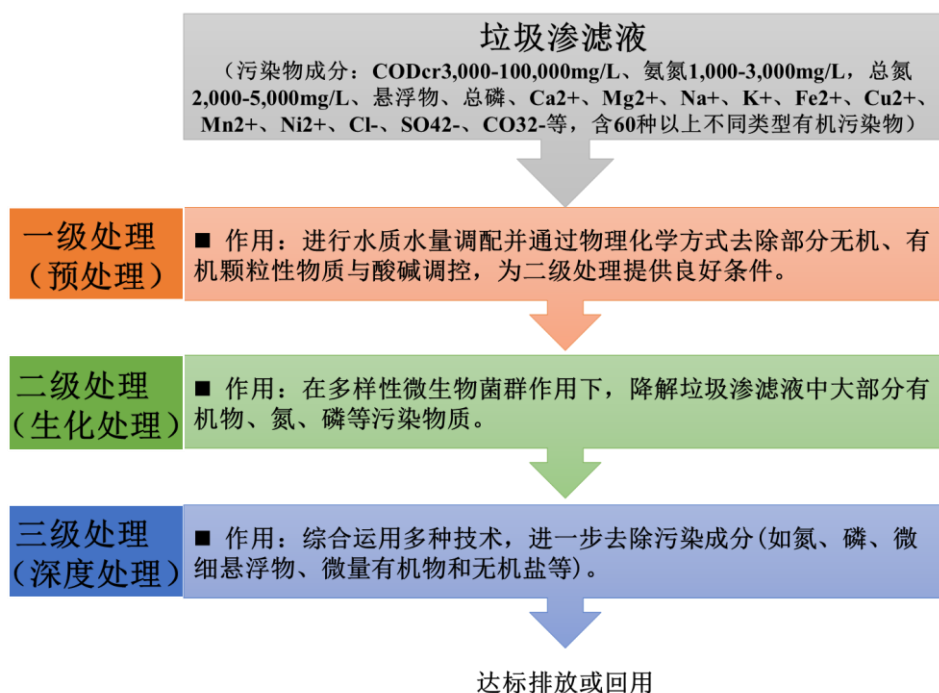 垃圾渗滤液
（污染物成分：CODcr3,000-100,000mg/L、氨氮1,000-3,000mg/L，总氮
2,000-5,000mg/L、悬浮物、总磷、Ca2+、Mg2+、Na+、K+、Fe2+、Cu2+、
Mn2+、Ni2+、Cl-、SO42-、CO32-等，含60种以上不同类型有机污染物）
一级处理
（预处理）
■ 作用：进行水质水量调配并通过物理化学方式去除部分无机、有
机颗粒性物质与酸碱调控，为二级处理提供良好条件。
二级处理
（生化处理）
■ 作用：在多样性微生物菌群作用下，降解垃圾渗滤液中大部分有
机物、氮、磷等污染物质。
三级处理
（深度处理）
■ 作用：综合运用多种技术，进一步去除污染成分(如氮、磷、微
细悬浮物、微量有机物和无机盐等)。
达标排放或回用